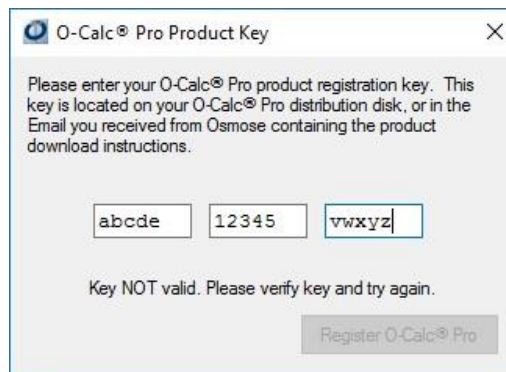 O-Calc® Pro Product Key
Please enter your O-Calc® Pro product registration key. This
key is located on your O-Calc® Pro distribution disk, or in the
Email you received from Osmose containing the product
download instructions.
abcde 12345 vwxyz
Key NOT valid. Please verify key and try again.
Register O-Calc® Pro